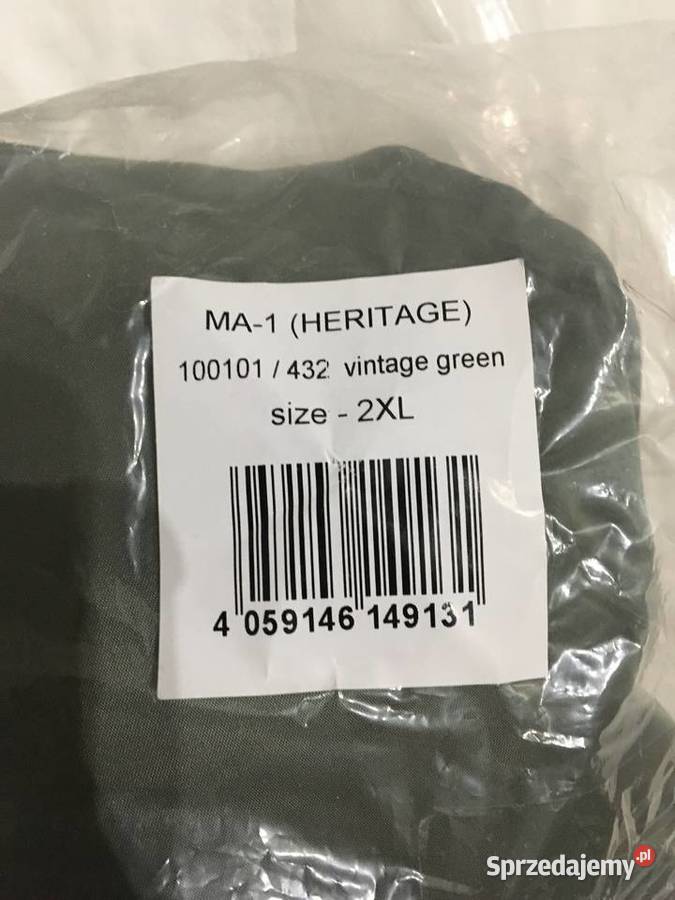 MA-1 (HERITAGE)
100101 / 432 vintage green
size - 2XL
4 059146 149131
Sprzedajemy.pl